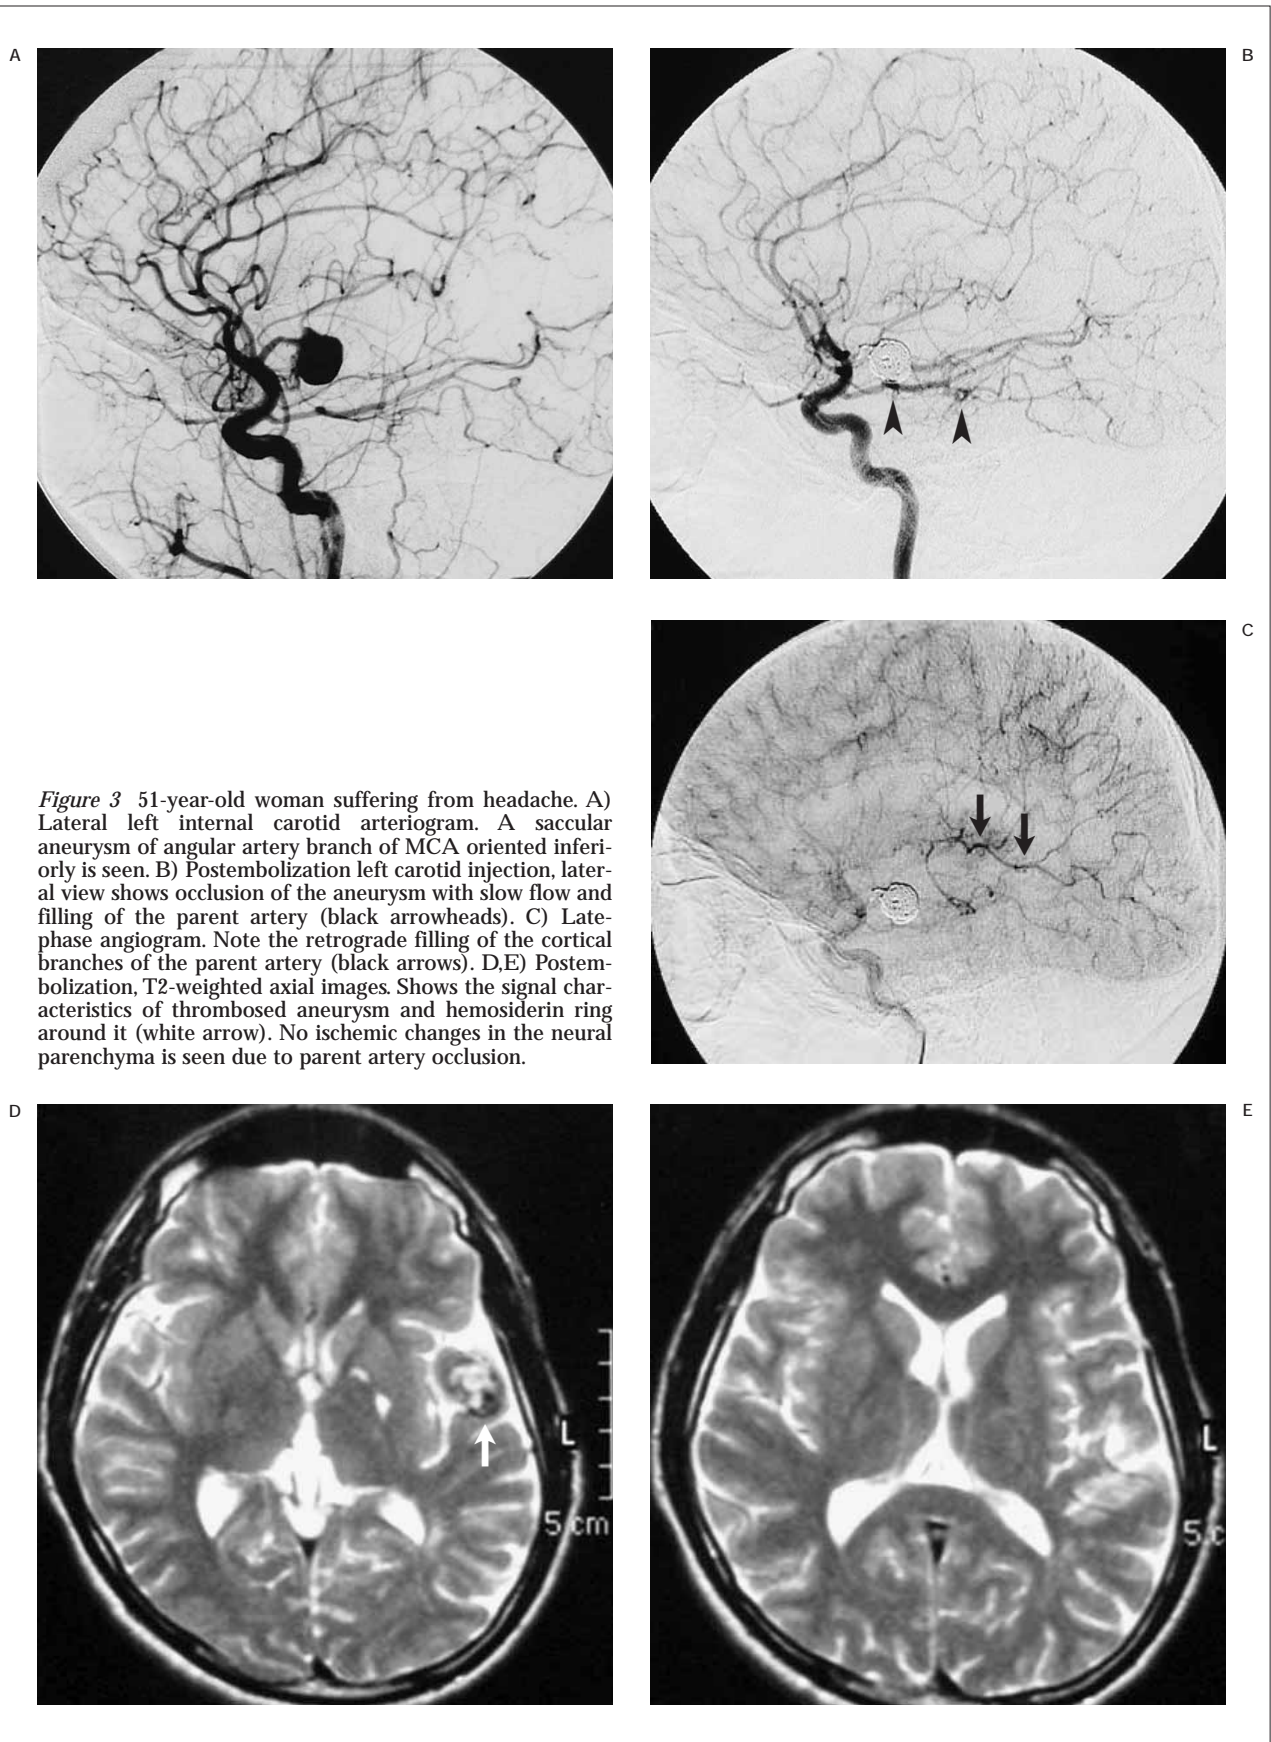 A
B
C
Figure 3 51-year-old woman suffering from headache. A)
Lateral left internal carotid arteriogram. A saccular
aneurysm of angular artery branch of MCA oriented inferi-
orly is seen. B) Postembolization left carotid injection, later-
al view shows occlusion of the aneurysm with slow flow and
filling of the parent artery (black arrowheads). C) Late-
phase angiogram. Note the retrograde filling of the cortical
branches of the parent artery (black arrows). D,E) Postem-
bolization, T2-weighted axial images. Shows the signal char-
acteristics of thrombosed aneurysm and hemosiderin ring
around it (white arrow). No ischemic changes in the neural
parenchyma is seen due to parent artery occlusion.
D
E
L
5 cm
L
5 c